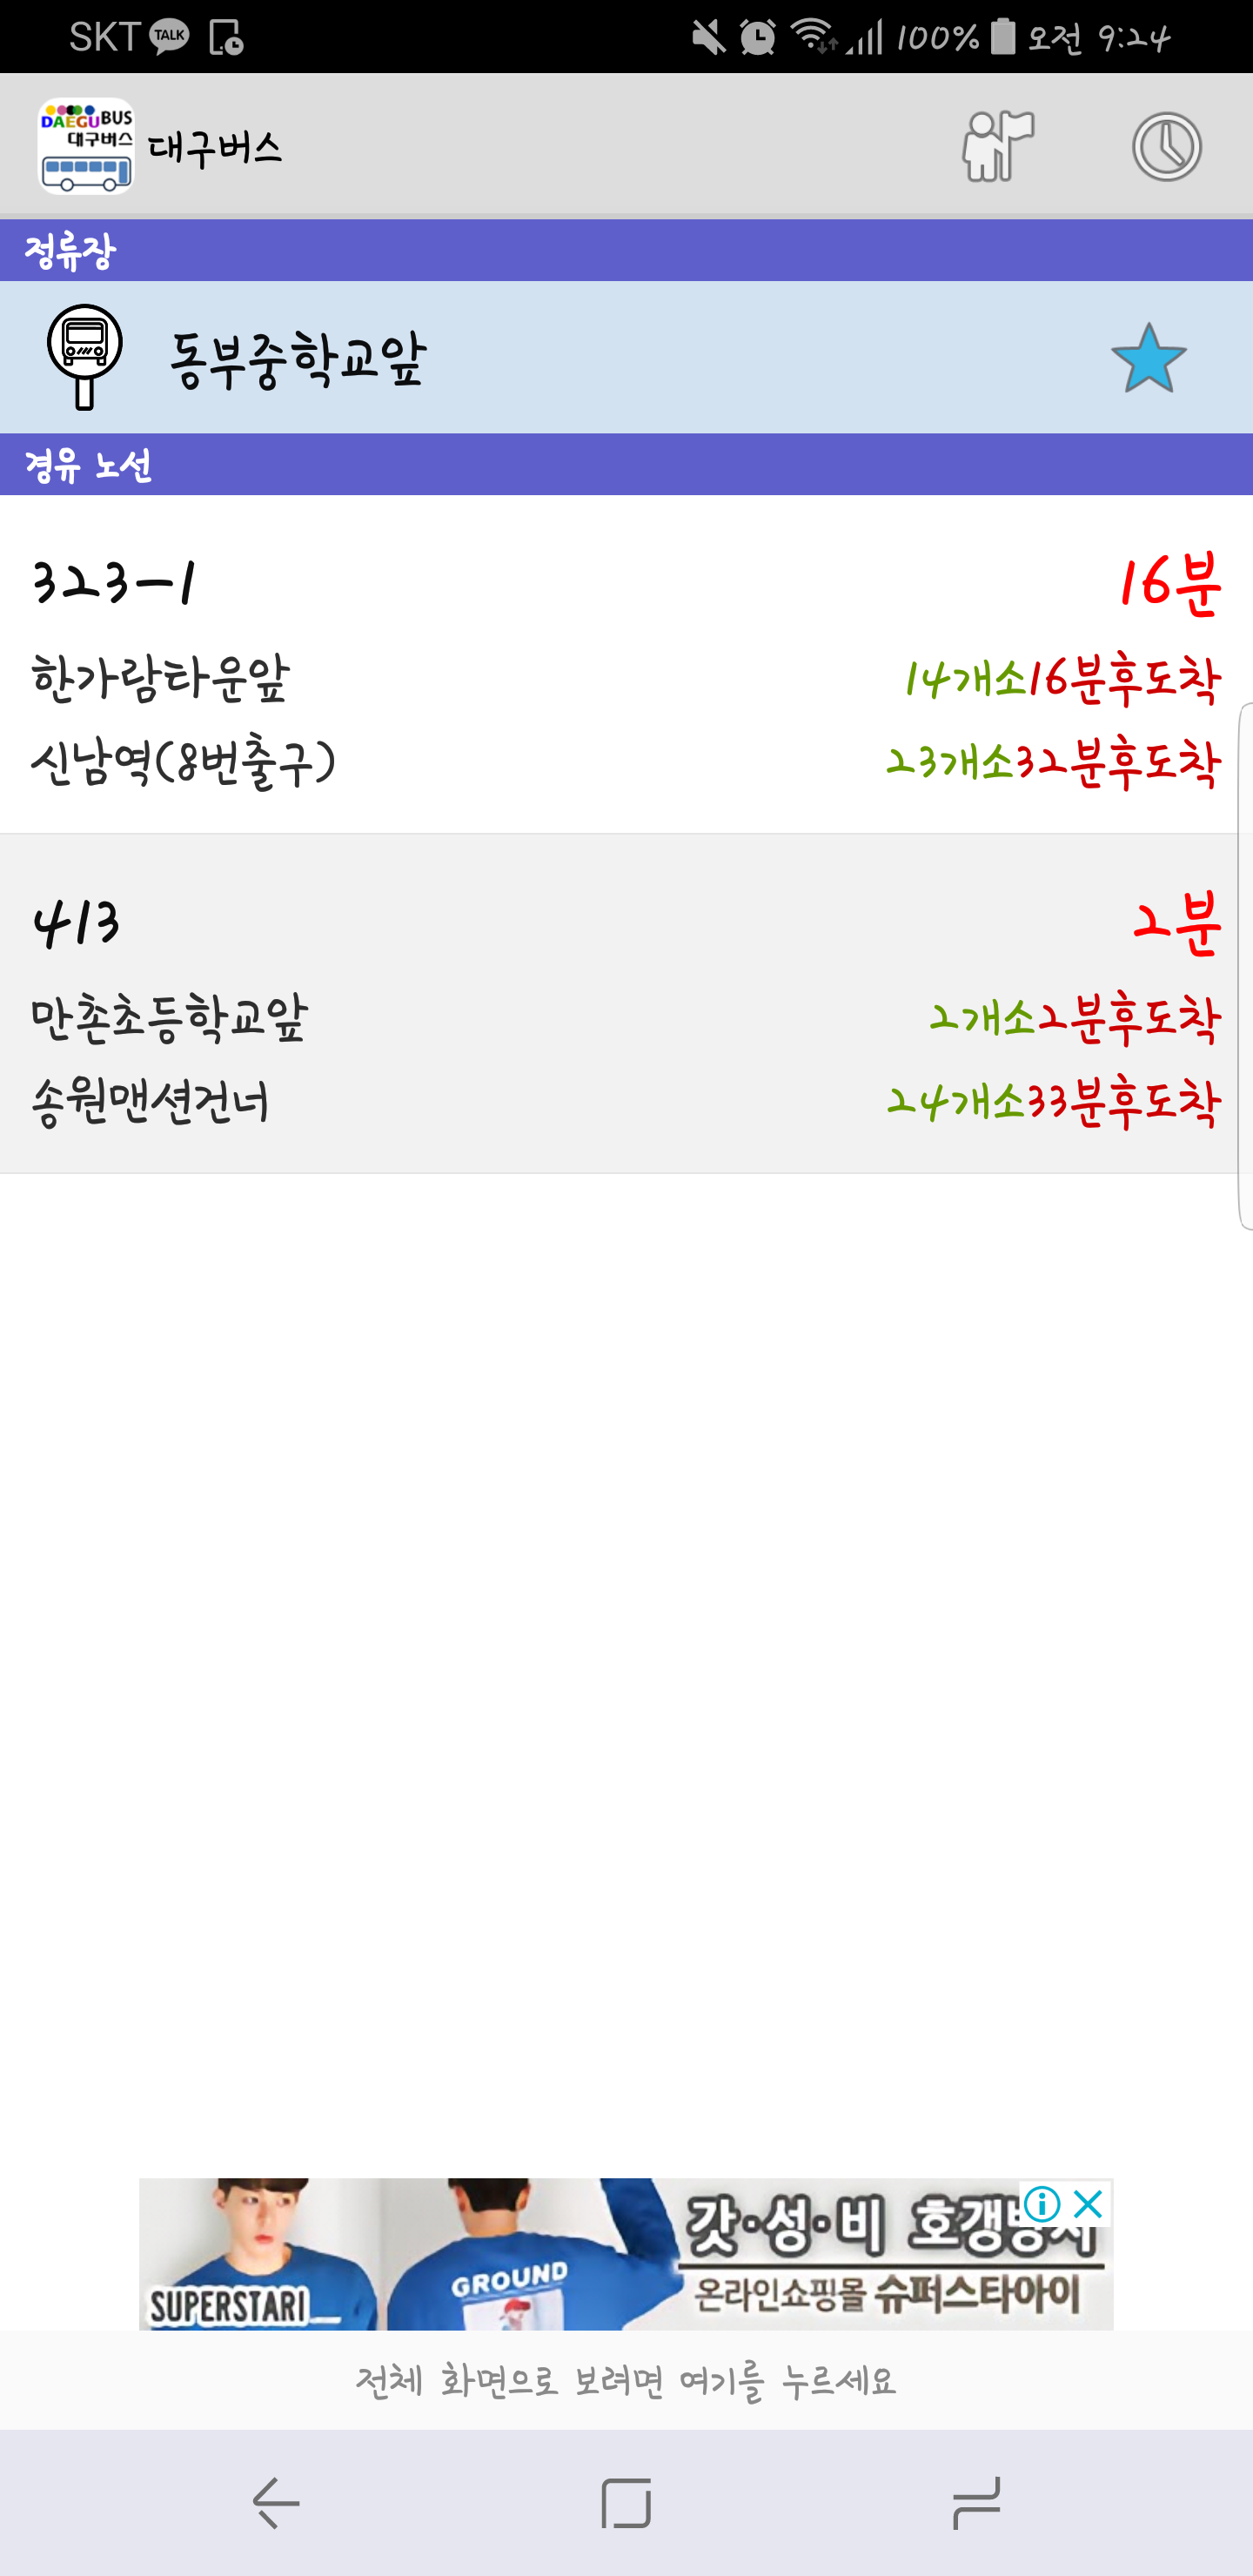 SKT TALK 100% 오전 9:24
DAEGUBUS
대구버스
대구버스
정류장
동부중학교앞
경유 노선
323-1 16분
한가람타운앞 14개소16분후도착
신남역(8번출구) 23개소32분후도착
413 2분
만촌초등학교앞 2개소2분후도착
송원맨션건너 24개소33분후도착
갓·성·비
GROUND
온라인쇼핑몰 슈퍼스타아이
SUPERSTARI
전체 화면으로 보려면 여기를 누르세요